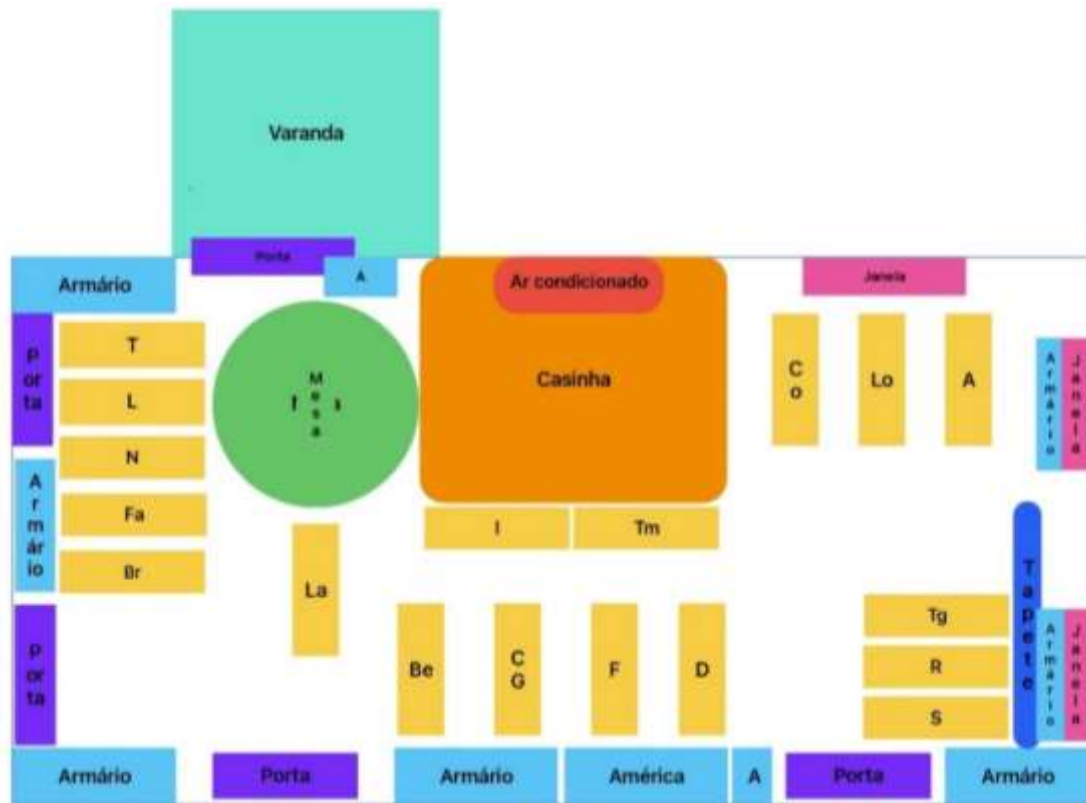 Varanda
Porta
A
Armário
Ar condicionado
Janela
Porta
T
L
N
Fa
Br
Mesa
Casinha
Co
Lo
A
Armário
Janela
Armário
I
Tm
La
Tapete
Porta
Be
CG
F
D
Tg
R
S
Armário
Janela
Armário
Porta
Armário
América
A
Porta
Armário